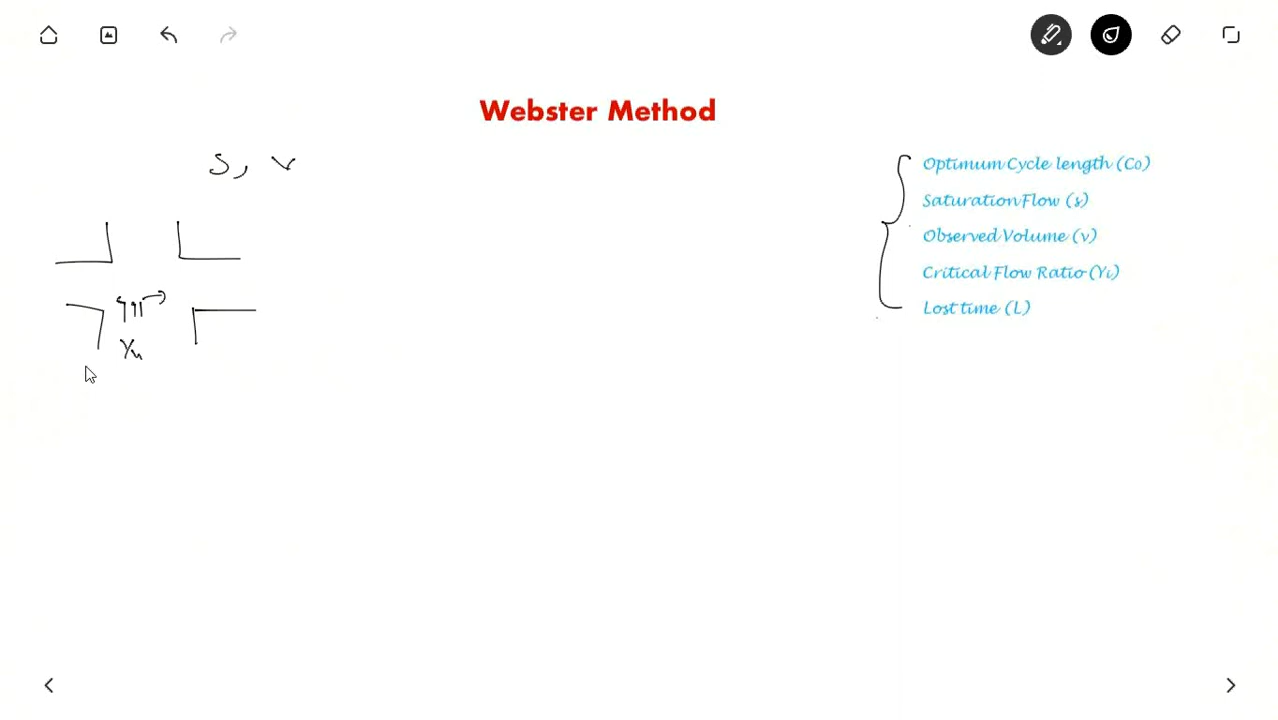 Webster Method
S, v
Optimum Cycle length (Co)
Saturation Flow (s)
Observed Volume (v)
Critical Flow Ratio (Yi)
Lost time (L)